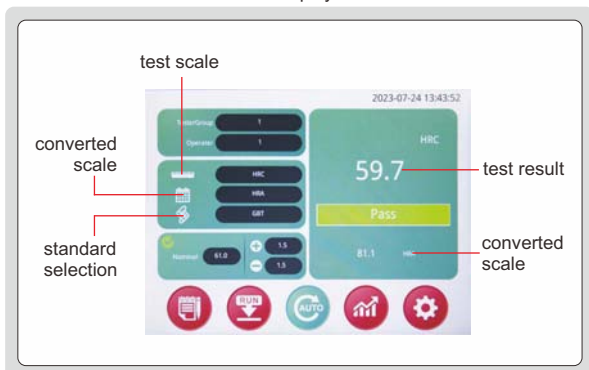 test scale
converted
scale
standard
selection
2023-07-24 13:43:52
1
Operater
1
HRC
HRA
GBT
Nominal
61.0
+
1.5
-
1.5
HRC
59.7
Pass
81.1
RUN
AUTO
test result
converted
scale